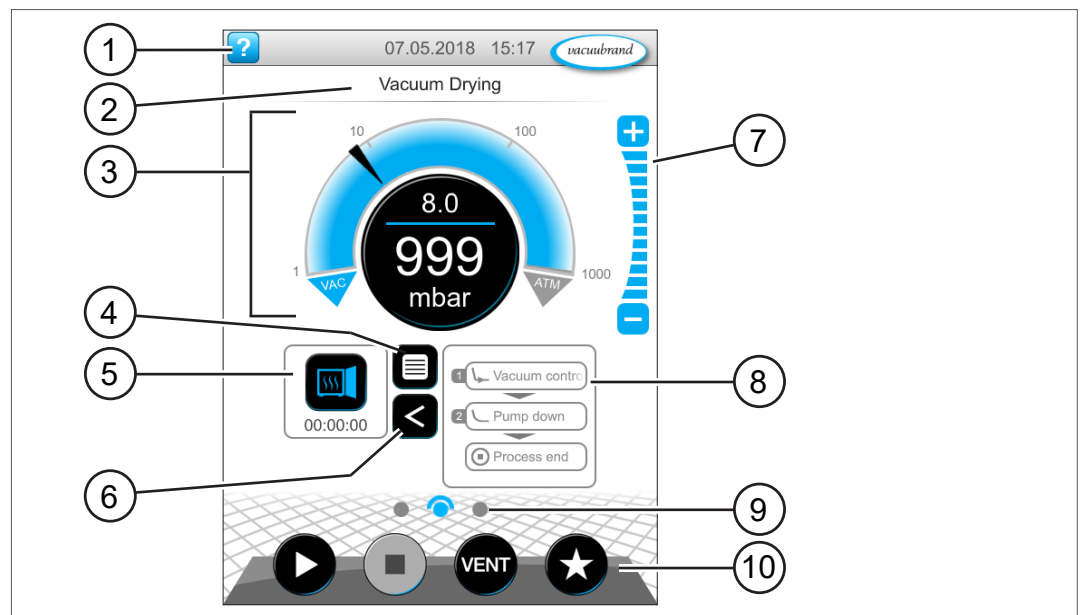 ?
07.05.2018 15:17
vacuubrand
Vacuum Drying
1
2
3
4
5
6
7
8
9
10
10
100
1
1000
8.0
999
mbar
VAC
ATM
00:00:00
1 Vacuum contro
2 Pump down
Process end
VENT